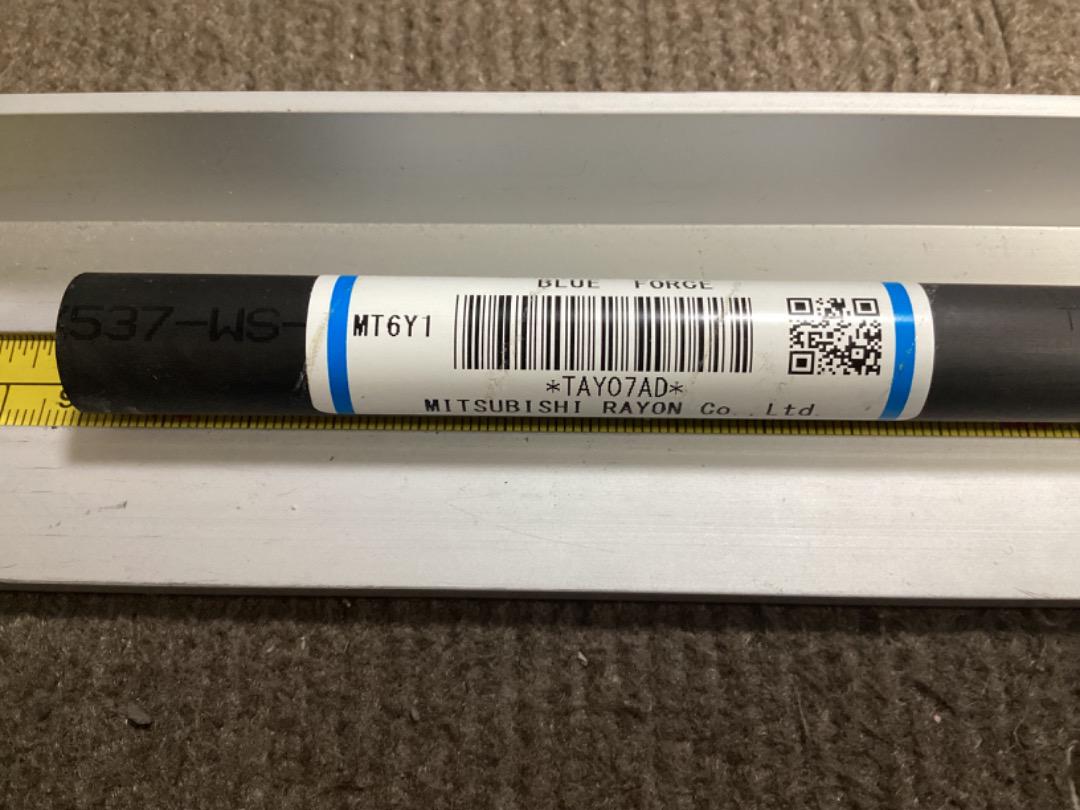 BLUE FORCE
537-WS-
MT6Y1
*TAY07AD*
MITSUBISHI RAYON Co., Ltd.